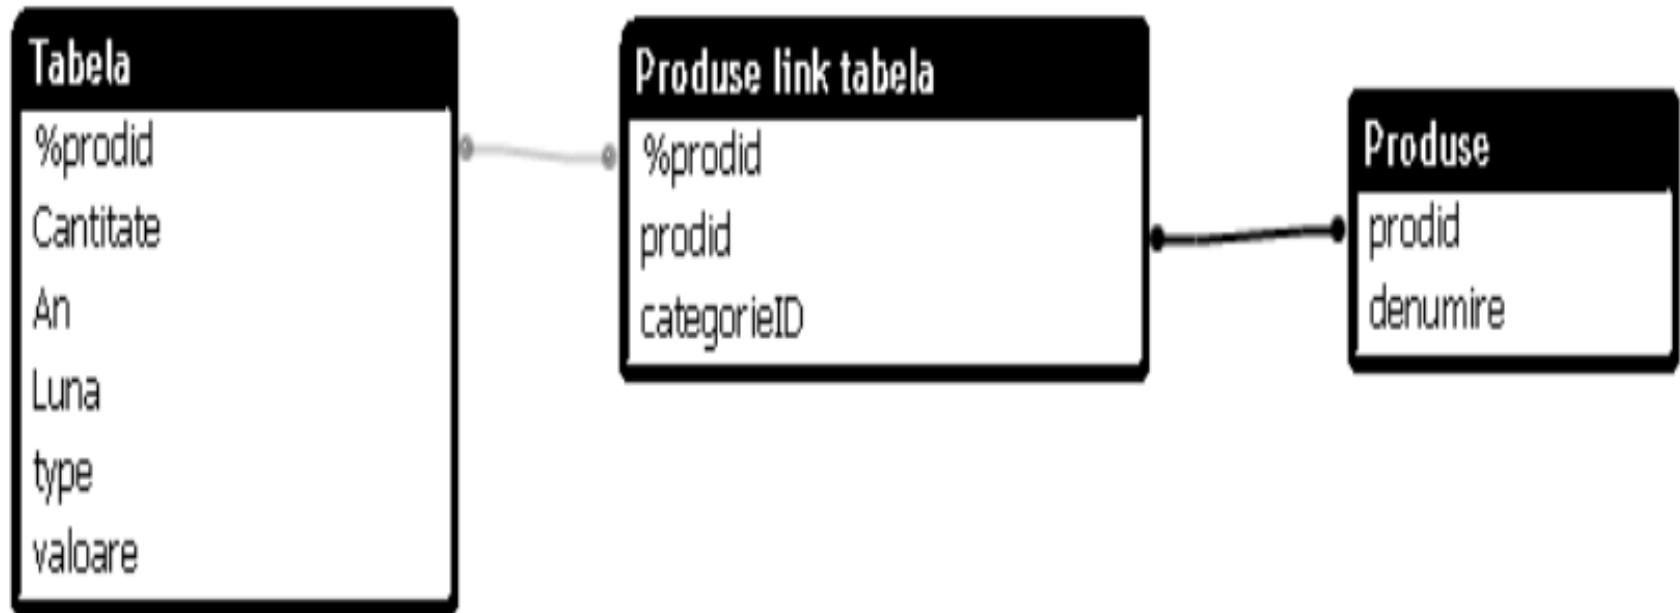 Tabela
%prodid
Cantitate
An
Luna
type
valoare
Produse link tabela
%prodid
prodid
categorieID
Produse
prodid
denumire